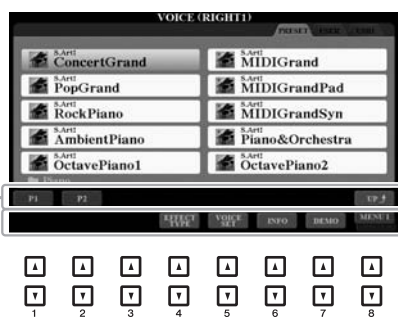 VOICE (RIGHT1)
PRESET USER USB1
S.Art! ConcertGrand
S.Art! MIDIGrand
S.Art! PopGrand
S.Art! MIDIGrandPad
S.Art! RockPiano
S.Art! MIDIGrandSyn
S.Art! AmbientPiano
S.Art! Piano&Orchestra
S.Art! OctavePiano1
S.Art! OctavePiano2
Piano
P1 P2 UP
EFFECT TYPE VOICE SET INFO DEMO MENU 1
1 2 3 4 5 6 7 8